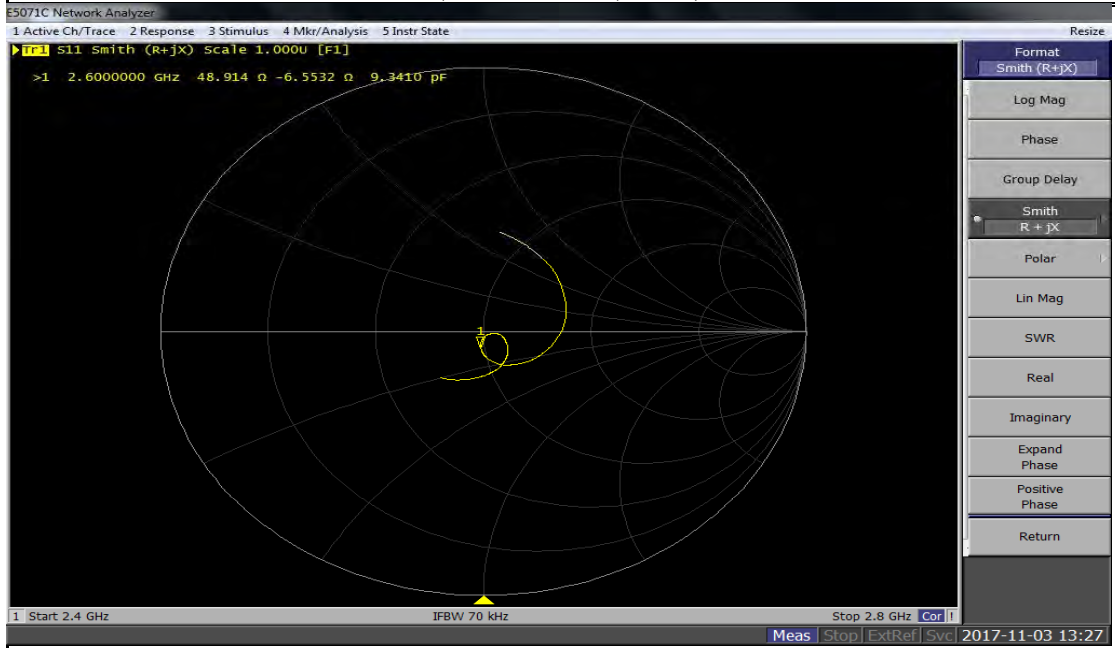 E5071C Network Analyzer
1 Active Ch/Trace 2 Response 3 Stimulus 4 Mkr/Analysis 5 Instr State
Resize
Tr1 S11 Smith (R+jX) Scale 1.000U [F1]
>1 2.6000000 GHz 48.914 Ω -6.5532 Ω 9.3410 pF
1
Format
Smith (R+jX)
Log Mag
Phase
Group Delay
Smith
R + jX
Polar
Lin Mag
SWR
Real
Imaginary
Expand
Phase
Positive
Phase
Return
1 Start 2.4 GHz
IFBW 70 kHz
Stop 2.8 GHz Cor !
Meas Stop ExtRef Svc 2017-11-03 13:27